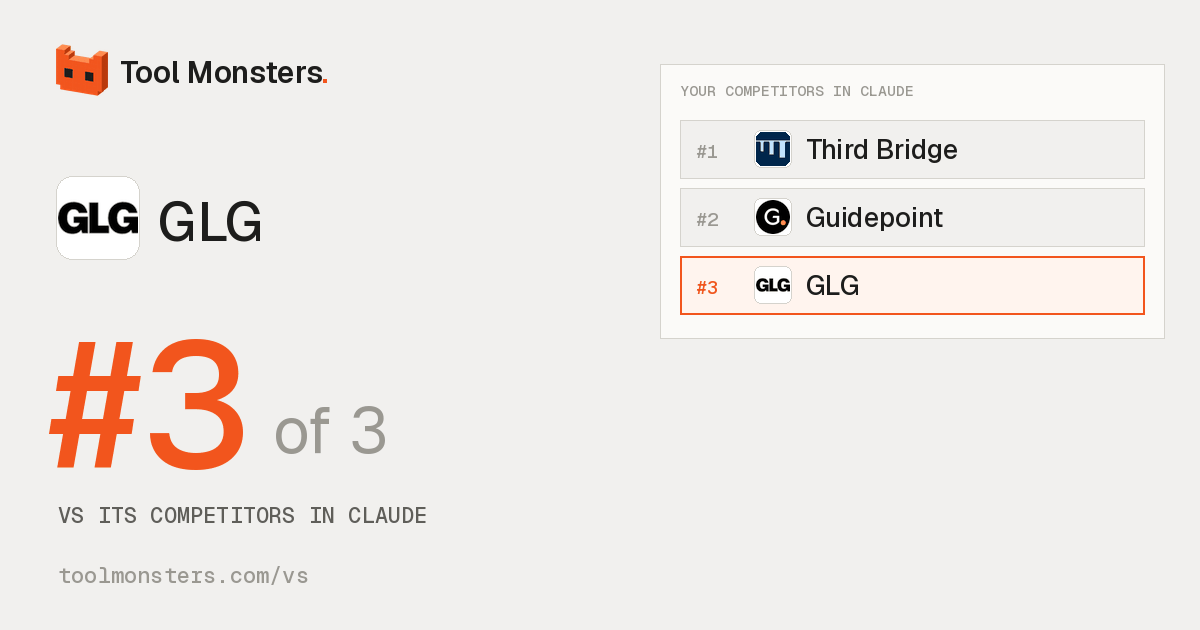 Tool Monsters.
GLG GLG
#3 of 3
VS ITS COMPETITORS IN CLAUDE
toolmonsters.com/vs
YOUR COMPETITORS IN CLAUDE
#1 Third Bridge
#2 G. Guidepoint
#3 GLG GLG